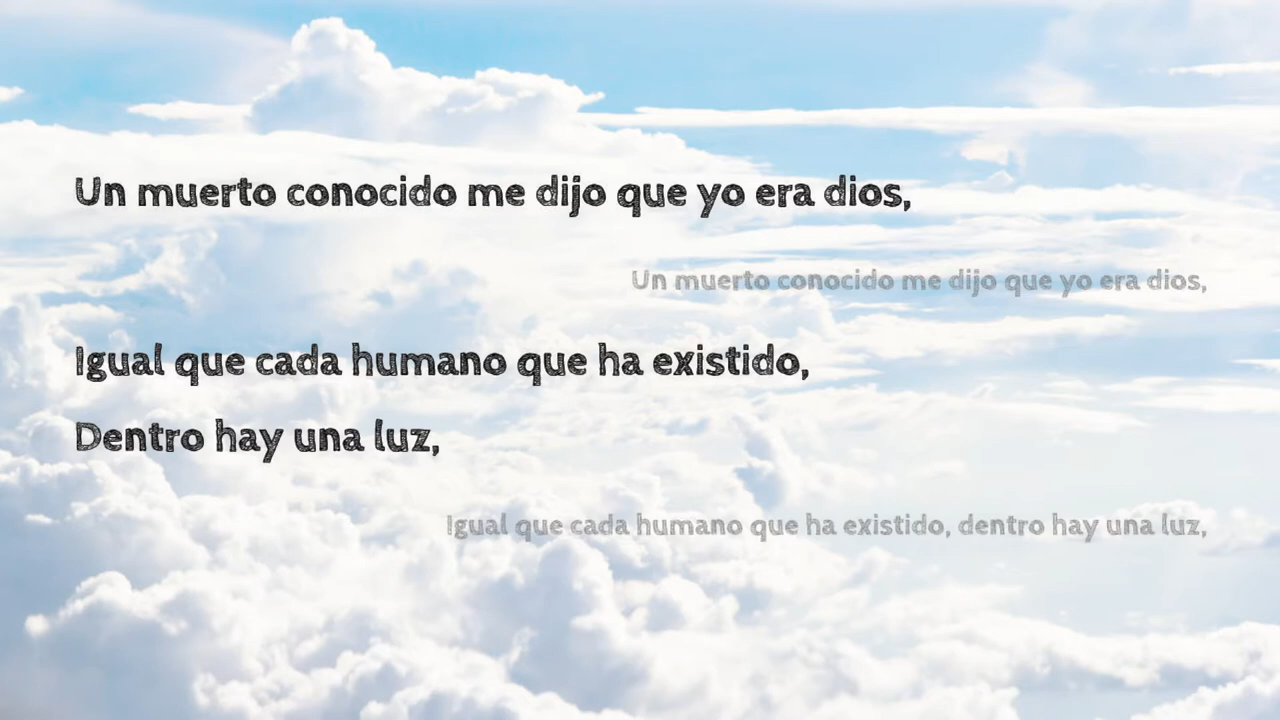 Un muerto conocido me dijo que yo era dios,
Un muerto conocido me dijo que yo era dios,
Igual que cada humano que ha existido,
Dentro hay una luz,
Igual que cada humano que ha existido, dentro hay una luz,